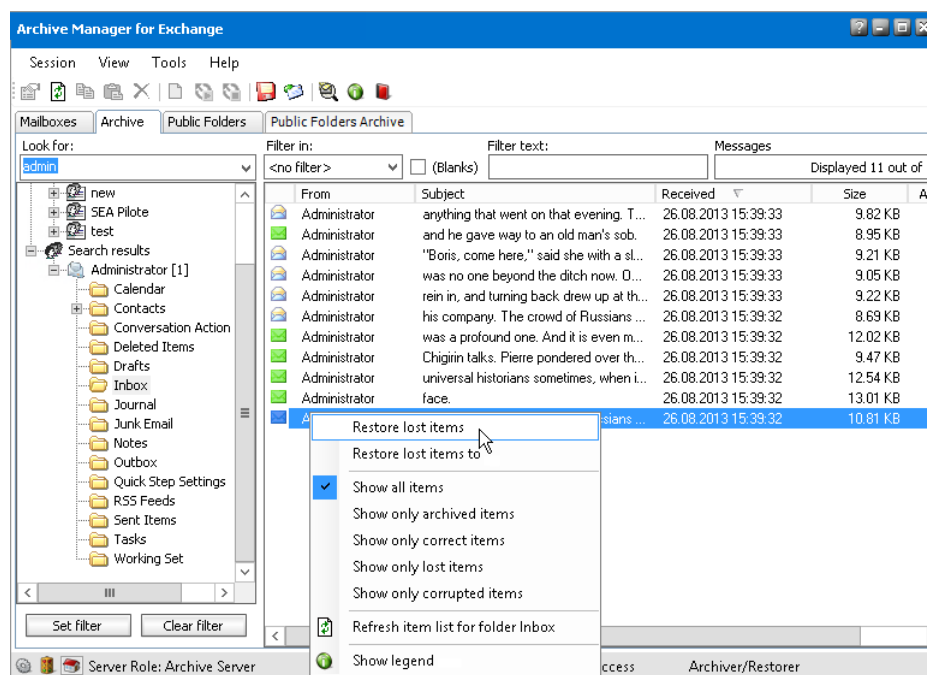 Archive Manager for Exchange
Session View Tools Help
Mailboxes Archive Public Folders Public Folders Archive
Look for: Filter in: Filter text: Messages
admin <no filter> (Blanks) Displayed 11 out of
new
SEA Pilote
test
Search results
Administrator [1]
Calendar
Contacts
Conversation Action
Deleted Items
Drafts
Inbox
Journal
Junk Email
Notes
Outbox
Quick Step Settings
RSS Feeds
Sent Items
Tasks
Working Set
Set filter Clear filter
From Subject Received Size A
Administrator anything that went on that evening. T... 26.08.2013 15:39:33 9.82 KB
Administrator and he gave way to an old man's sob. 26.08.2013 15:39:33 8.95 KB
Administrator "Boris, come here," said she with a sl... 26.08.2013 15:39:33 9.21 KB
Administrator was no one beyond the ditch now. 0... 26.08.2013 15:39:33 9.05 KB
Administrator rein in, and turning back drew up at th... 26.08.2013 15:39:33 9.22 KB
Administrator his company. The crowd of Russians ... 26.08.2013 15:39:32 8.69 KB
Administrator was a profound one. And it is even m... 26.08.2013 15:39:32 12.02 KB
Administrator Chigirin talks. Pierre pondered over th... 26.08.2013 15:39:32 9.47 KB
Administrator universal historians sometimes, when i... 26.08.2013 15:39:32 12.54 KB
Administrator face. 26.08.2013 15:39:32 13.01 KB
A ssians ... 26.08.2013 15:39:32 10.81 KB
Restore lost items
Restore lost items to
Show all items
Show only archived items
Show only correct items
Show only lost items
Show only corrupted items
Refresh item list for folder Inbox
Show legend
Server Role: Archive Server ccess Archiver/Restorer